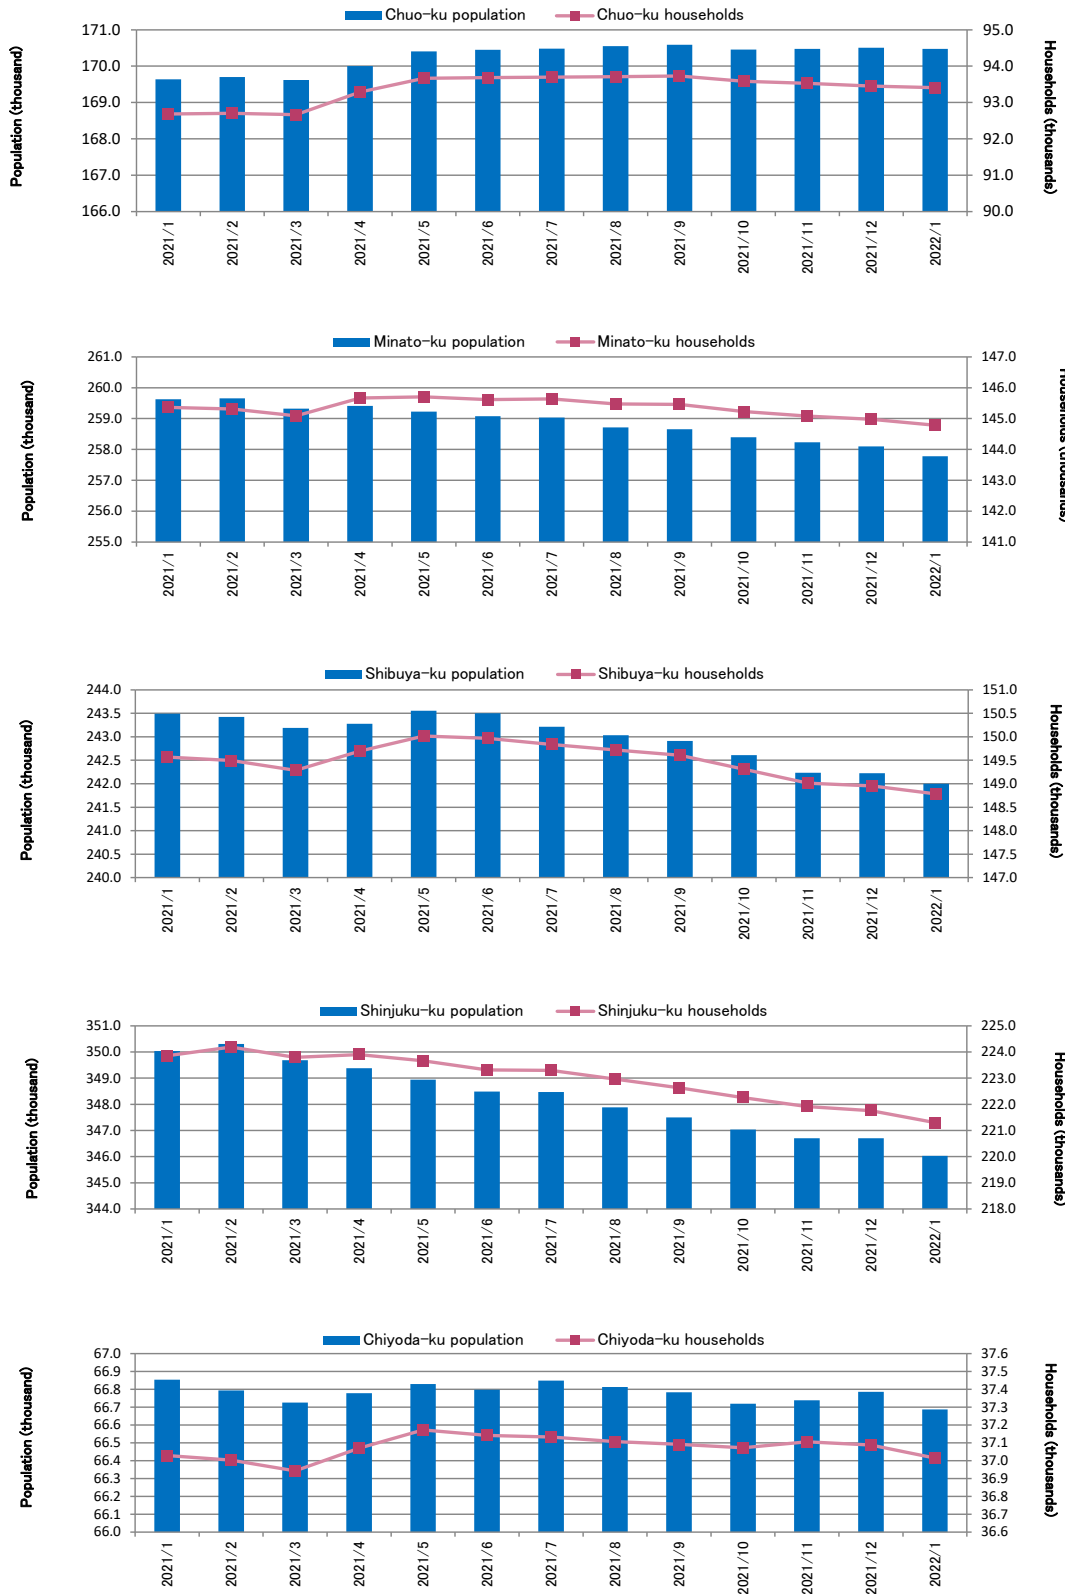 Chuo-ku population Chuo-ku households
Population (thousand)
Households (thousands)
171.0 95.0
170.0 94.0
169.0 93.0
168.0 92.0
167.0 91.0
166.0 90.0
2021/1 2021/2 2021/3 2021/4 2021/5 2021/6 2021/7 2021/8 2021/9 2021/10 2021/11 2021/12 2022/1
Minato-ku population Minato-ku households
Population (thousand)
Households (thousands)
261.0 147.0
260.0 146.0
259.0 145.0
258.0 144.0
257.0 143.0
256.0 142.0
255.0 141.0
2021/1 2021/2 2021/3 2021/4 2021/5 2021/6 2021/7 2021/8 2021/9 2021/10 2021/11 2021/12 2022/1
Shibuya-ku population Shibuya-ku households
Population (thousand)
Households (thousands)
244.0 151.0
243.5 150.5
243.0 150.0
242.5 149.5
242.0 149.0
241.5 148.5
241.0 148.0
240.5 147.5
240.0 147.0
2021/1 2021/2 2021/3 2021/4 2021/5 2021/6 2021/7 2021/8 2021/9 2021/10 2021/11 2021/12 2022/1
Shinjuku-ku population Shinjuku-ku households
Population (thousand)
Households (thousands)
351.0 225.0
350.0 224.0
349.0 223.0
348.0 222.0
347.0 221.0
346.0 220.0
345.0 219.0
344.0 218.0
2021/1 2021/2 2021/3 2021/4 2021/5 2021/6 2021/7 2021/8 2021/9 2021/10 2021/11 2021/12 2022/1
Chiyoda-ku population Chiyoda-ku households
Population (thousand)
Households (thousands)
67.0 37.6
66.9 37.5
66.8 37.4
66.7 37.3
66.6 37.2
66.5 37.1
66.4 37.0
66.3 36.9
66.2 36.8
66.1 36.7
66.0 36.6
2021/1 2021/2 2021/3 2021/4 2021/5 2021/6 2021/7 2021/8 2021/9 2021/10 2021/11 2021/12 2022/1